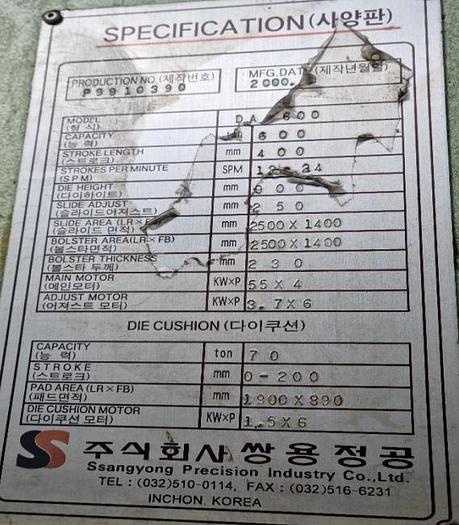 SPECIFICATION (사양판)
PRODUCTION NO. (제작번호) MFG. DATE (제작년월일)
P9910390 2000.
MODEL (형 식) D A 600
CAPACITY (능 력) 600
STROKE LENGTH (스트로크) mm 400
STROKES PER MINUTE (S P M) SPM
DIE HEIGHT (다이하이트) mm 900
SLIDE ADJUST (슬라이드어져스트) mm 250
SLIDE AREA (LR×FB) (슬라이드 면적) mm 2500 X 1400
BOLSTER AREA(LR×FB) (볼스타면적) mm 2500 X 1400
BOLSTER THICKNESS (볼스타 두께) mm 230
MAIN MOTOR (메인모터) KW×P 55 X 4
ADJUST MOTOR (어져스트 모터) KW×P 3.7X6
DIE CUSHION (다이쿠션)
CAPACITY (능 력) ton 70
STROKE (스트로크) mm 0-200
PAD AREA (LR×FB) (패드면적) mm 1900 X 890
DIE CUSHION MOTOR (다이쿠션 모터) KW×P 1.5X6
SS 주식회사 쌍용정공
Ssangyong Precision Industry Co.,Ltd.
TEL : (032)510-0114, FAX : (032)516-6231
INCHON, KOREA